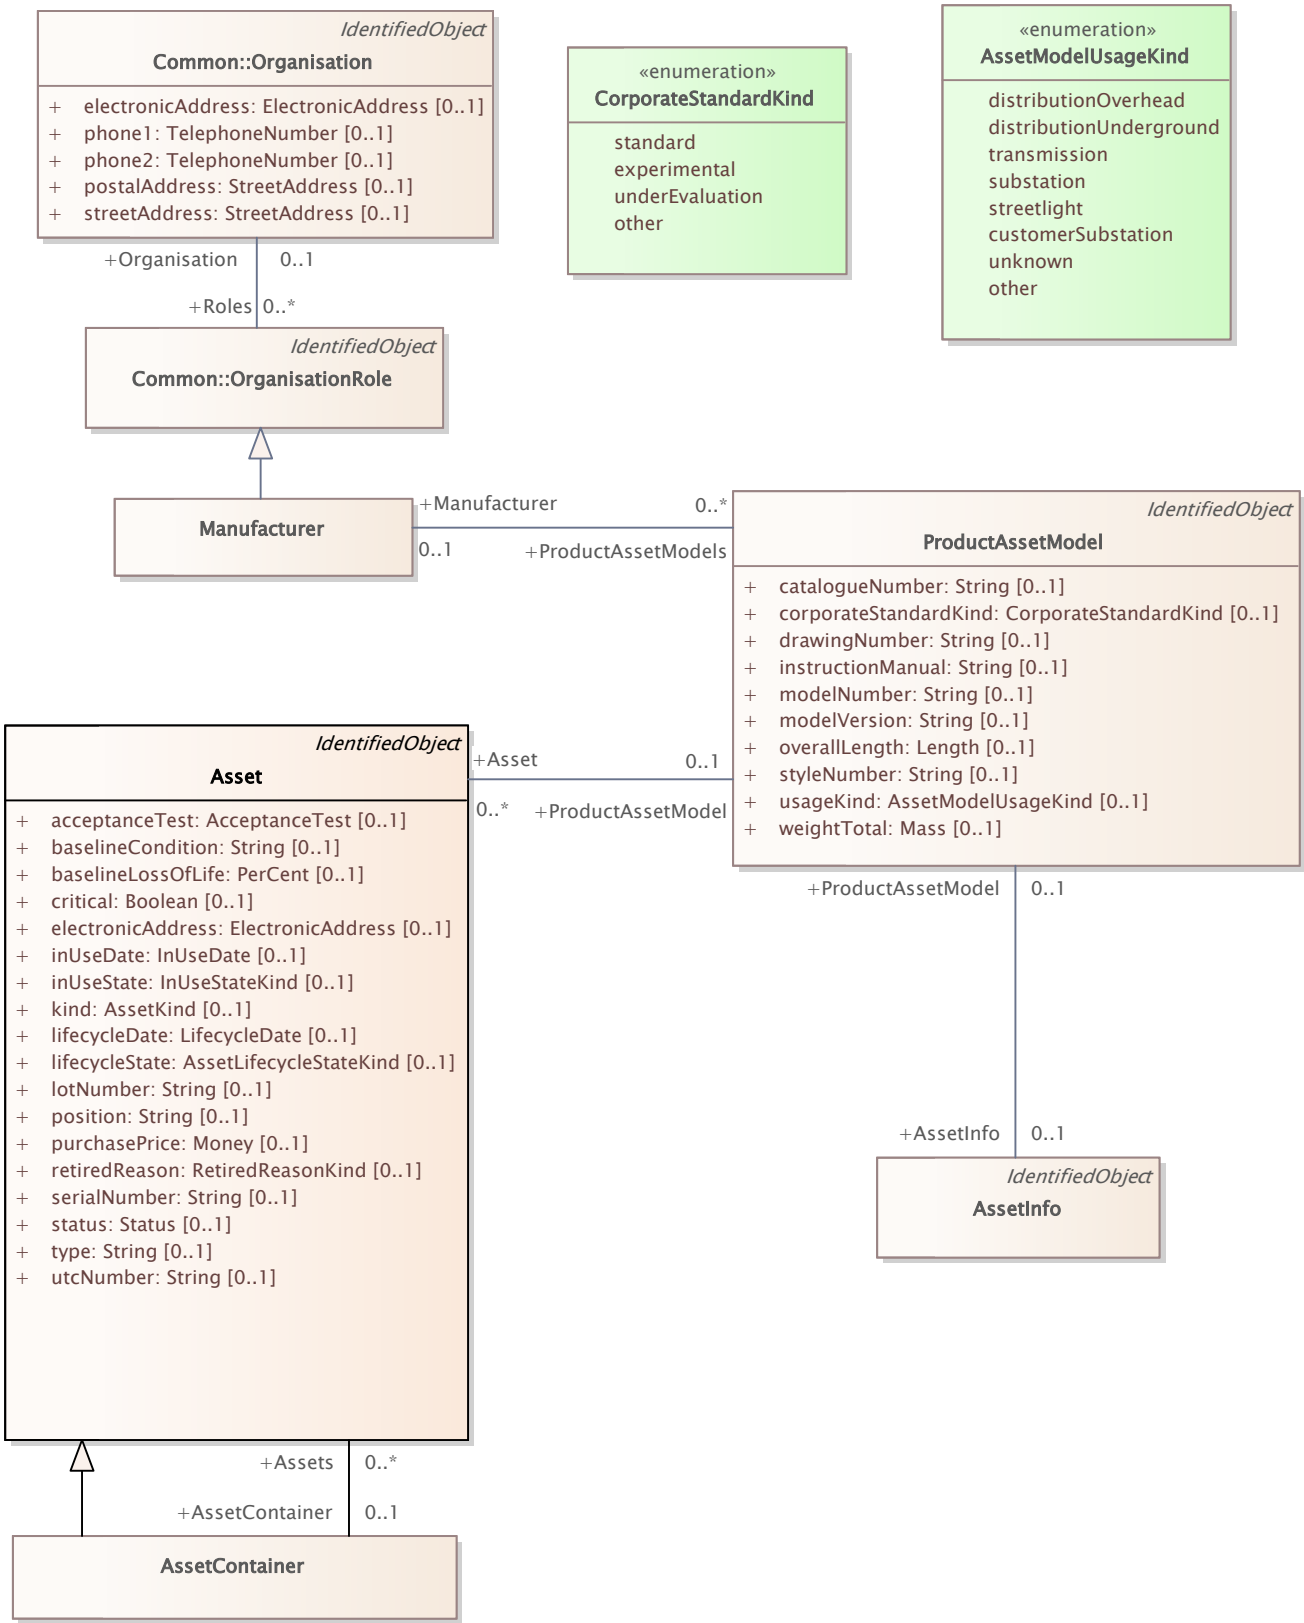 IdentifiedObject
Common::Organisation
+ electronicAddress: ElectronicAddress [0..1]
+ phone1: TelephoneNumber [0..1]
+ phone2: TelephoneNumber [0..1]
+ postalAddress: StreetAddress [0..1]
+ streetAddress: StreetAddress [0..1]
«enumeration»
CorporateStandardKind
standard
experimental
underEvaluation
other
«enumeration»
AssetModelUsageKind
distributionOverhead
distributionUnderground
transmission
substation
streetlight
customerSubstation
unknown
other
+Organisation 0..1
+Roles 0..*
IdentifiedObject
Common::OrganisationRole
Manufacturer
+Manufacturer 0..*
0..1 +ProductAssetModels
IdentifiedObject
ProductAssetModel
+ catalogueNumber: String [0..1]
+ corporateStandardKind: CorporateStandardKind [0..1]
+ drawingNumber: String [0..1]
+ instructionManual: String [0..1]
+ modelNumber: String [0..1]
+ modelVersion: String [0..1]
+ overallLength: Length [0..1]
+ styleNumber: String [0..1]
+ usageKind: AssetModelUsageKind [0..1]
+ weightTotal: Mass [0..1]
IdentifiedObject
Asset
+ acceptanceTest: AcceptanceTest [0..1]
+ baselineCondition: String [0..1]
+ baselineLossOfLife: PerCent [0..1]
+ critical: Boolean [0..1]
+ electronicAddress: ElectronicAddress [0..1]
+ inUseDate: InUseDate [0..1]
+ inUseState: InUseStateKind [0..1]
+ kind: AssetKind [0..1]
+ lifecycleDate: LifecycleDate [0..1]
+ lifecycleState: AssetLifecycleStateKind [0..1]
+ lotNumber: String [0..1]
+ position: String [0..1]
+ purchasePrice: Money [0..1]
+ retiredReason: RetiredReasonKind [0..1]
+ serialNumber: String [0..1]
+ status: Status [0..1]
+ type: String [0..1]
+ utcNumber: String [0..1]
+Asset 0..1
0..* +ProductAssetModel
+ProductAssetModel 0..1
+AssetInfo 0..1
IdentifiedObject
AssetInfo
+Assets 0..*
+AssetContainer 0..1
AssetContainer